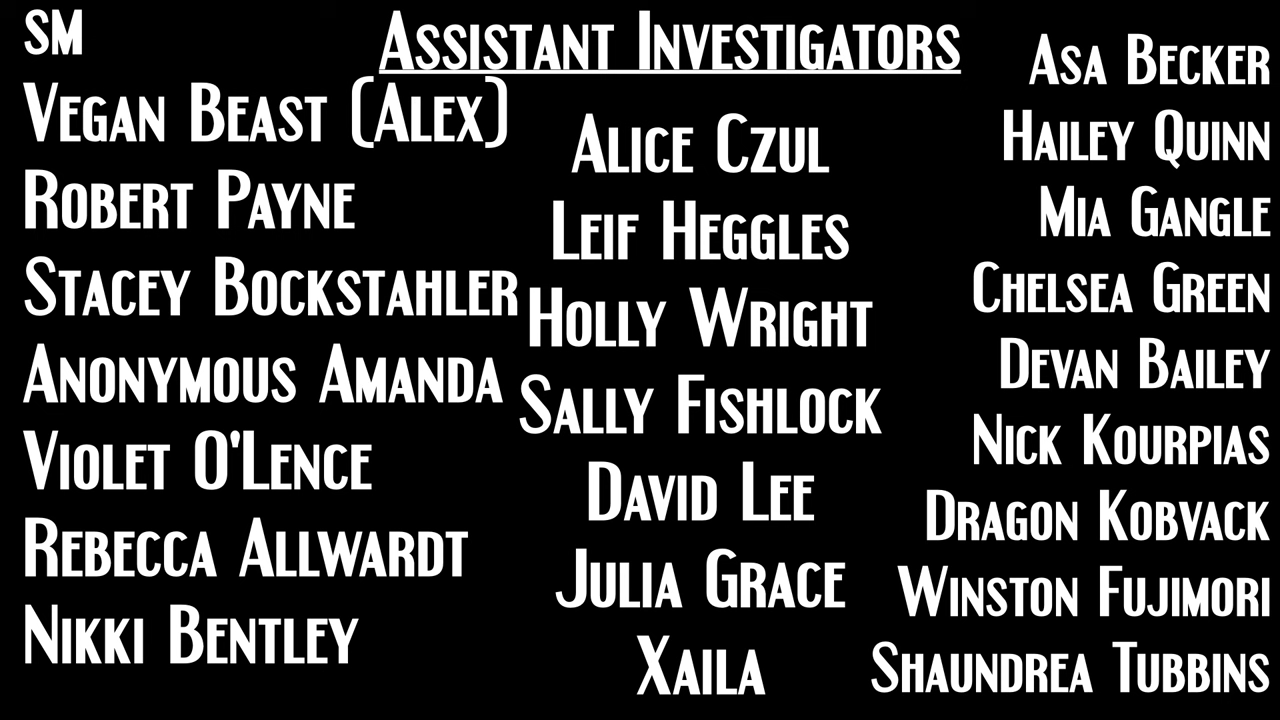 Assistant Investigators
SM
Vegan Beast (Alex)
Robert Payne
Stacey Bockstahler
Anonymous Amanda
Violet O'Lence
Rebecca Allwardt
Nikki Bentley
Alice Czul
Leif Heggles
Holly Wright
Sally Fishlock
David Lee
Julia Grace
Xaila
Asa Becker
Hailey Quinn
Mia Gangle
Chelsea Green
Devan Bailey
Nick Kourpias
Dragon Kobvack
Winston Fujimori
Shaundrea Tubbins